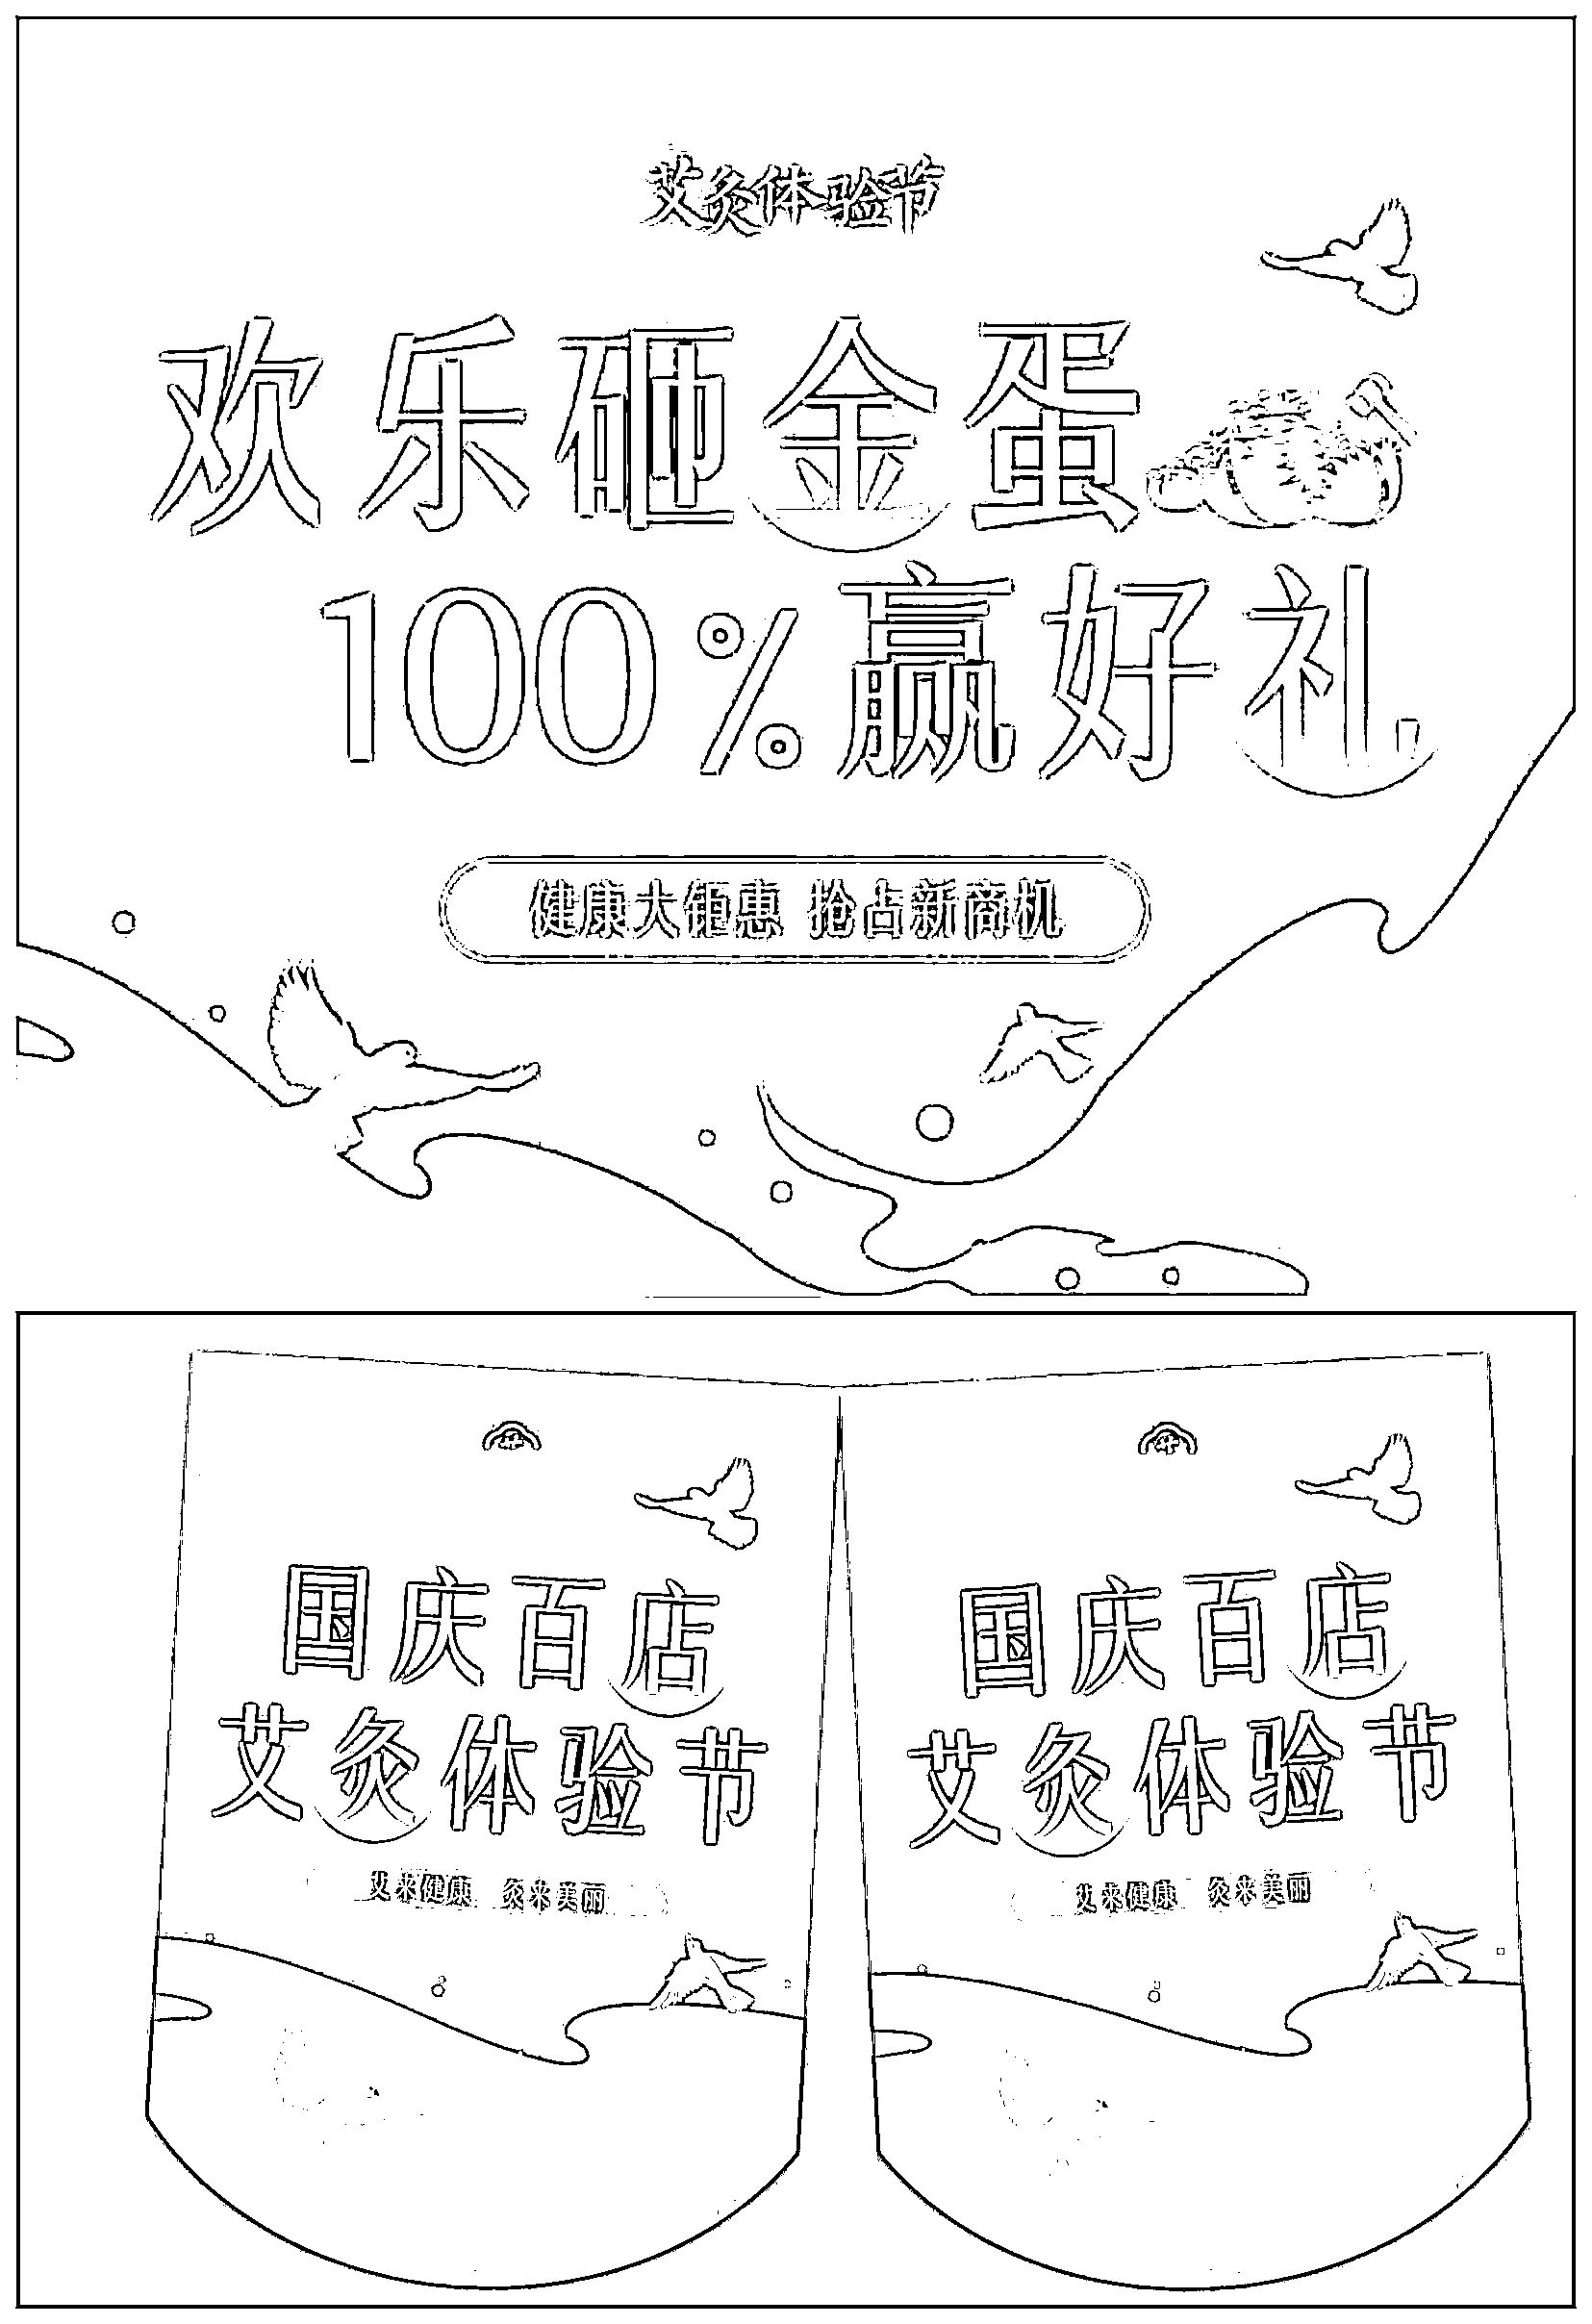 艾灸体验节
欢乐砸金蛋
100%赢好礼
健康大钜惠 抢占新商机
国庆百店
艾灸体验节
艾来健康 灸来美丽
国庆百店
艾灸体验节
艾来健康 灸来美丽